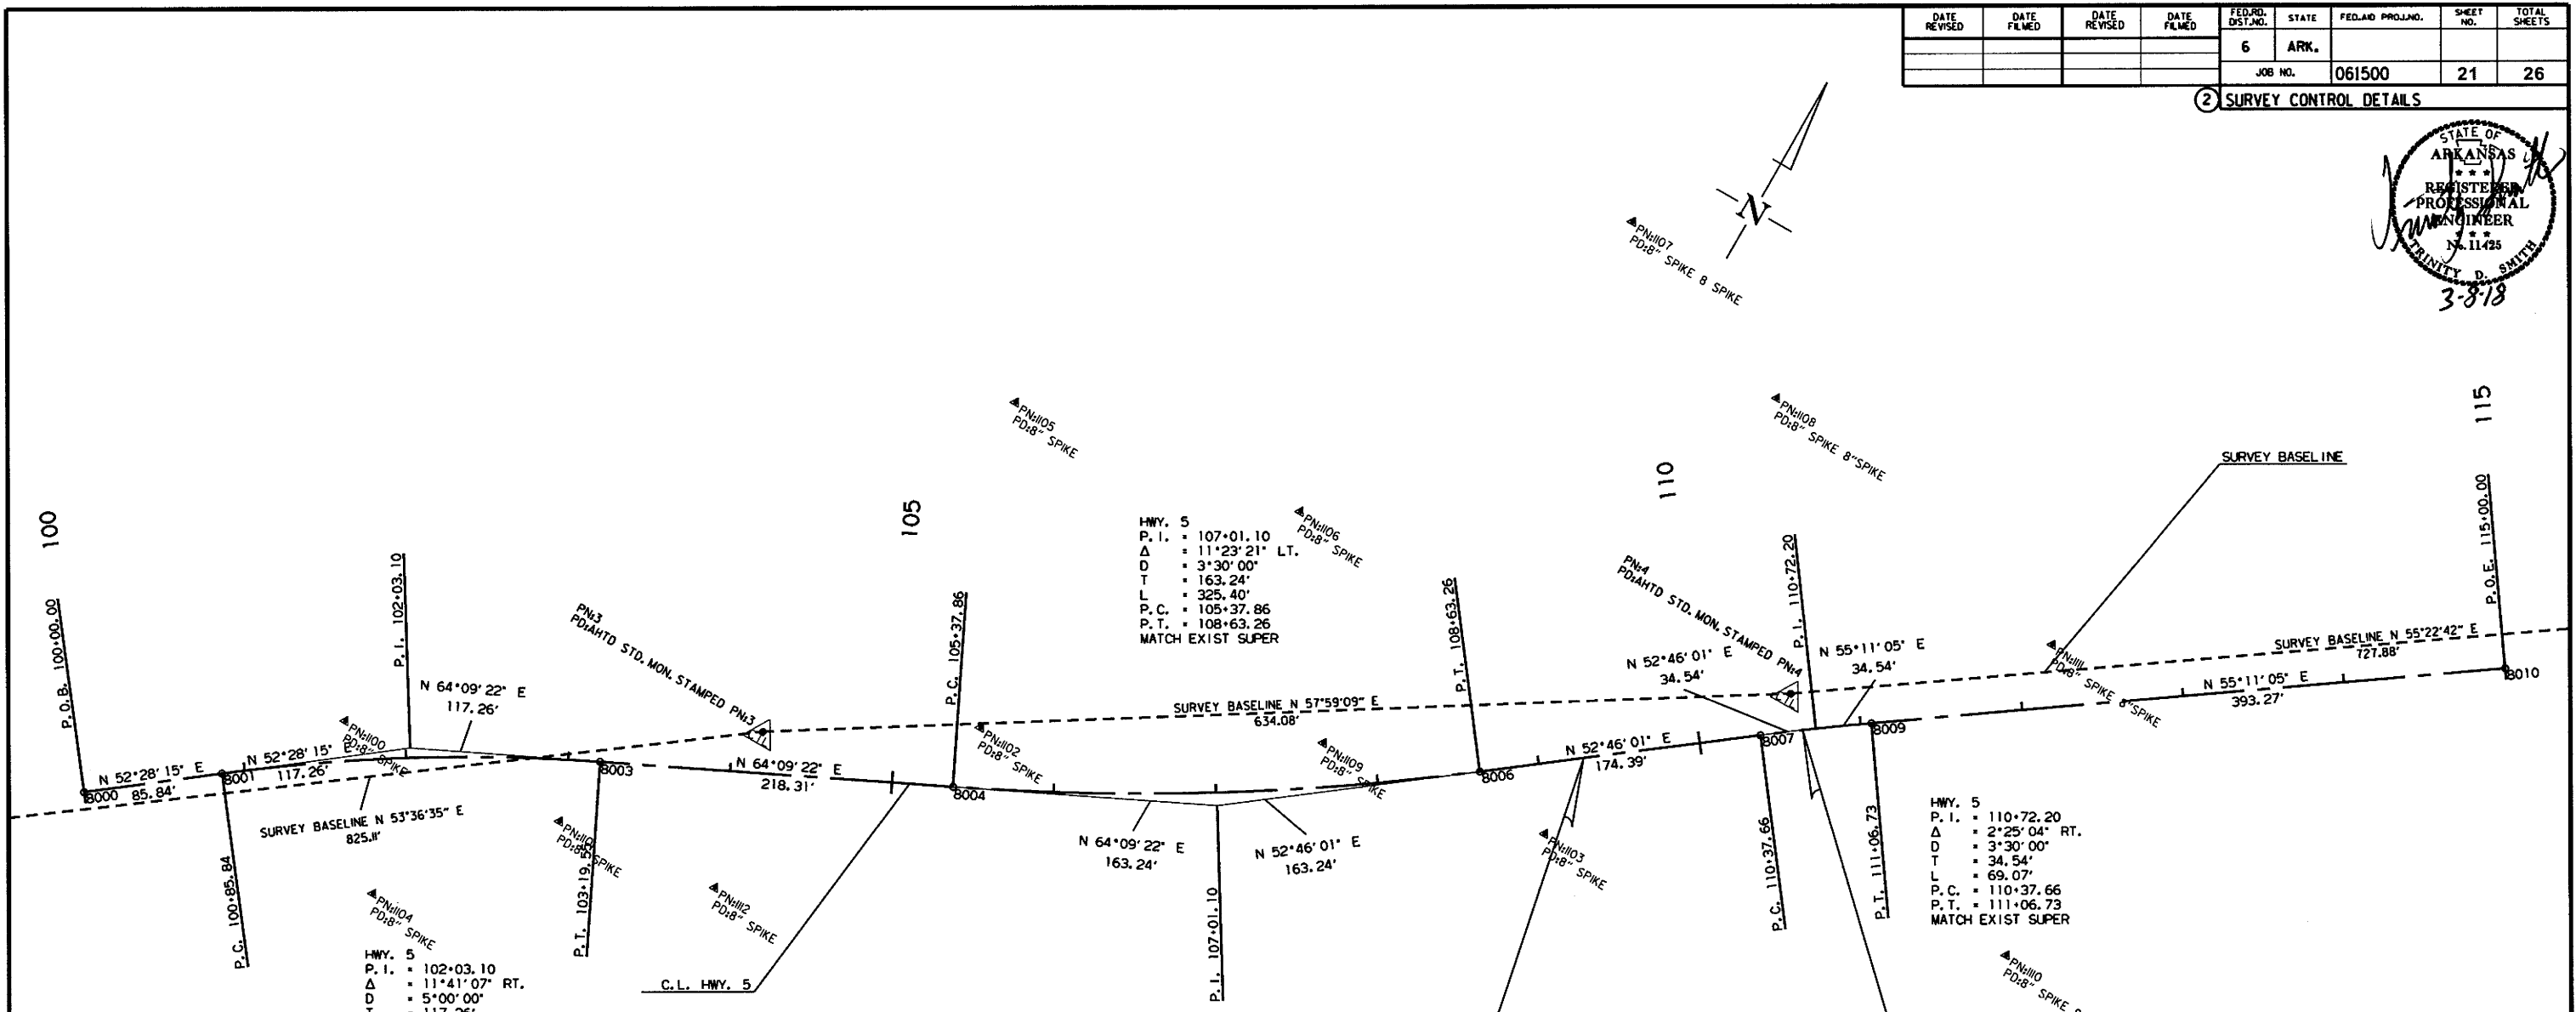 DATE REVISED
DATE FILMED
DATE REVISED
DATE FILMED
FED.RD. DIST.NO.
STATE
FED.AID PROJ.NO.
SHEET NO.
TOTAL SHEETS
6
ARK.
JOB NO.
061500
21
26
2
SURVEY CONTROL DETAILS
STATE OF
ARKANSAS
* * *
REGISTERED
PROFESSIONAL
ENGINEER
* * *
No. 11425
TRINITY D. SMITH
3-8-18
N
PN:1107
PD:8" SPIKE 8 SPIKE
PN:1105
PD:8" SPIKE
PN:1108
PD:8" SPIKE 8"SPIKE
115
SURVEY BASELINE
110
100
105
HWY. 5
P.I. = 107+01.10
Δ = 11°23'21" LT.
D = 3°30'00"
T = 163.24'
L = 325.40'
P.C. = 105+37.86
P.T. = 108+63.26
MATCH EXIST SUPER
PN:1106
PD:8" SPIKE
P.O.B. 100+00.00
P.I. 102+03.10
PN:3
PD:AHTD STD. MON. STAMPED PN:3
P.C. 105+37.86
P.T. 108+63.26
PN:4
PD:AHTD STD. MON. STAMPED PN:4
P.I. 110+72.20
P.O.E. 115+00.00
N 64°09'22" E
117.26'
N 52°46'01" E
34.54'
N 55°11'05" E
34.54'
PN:1111
PD:8" SPIKE 8"SPIKE
SURVEY BASELINE N 55°22'42" E
727.88'
N 55°11'05" E
393.27'
8010
SURVEY BASELINE N 57°59'09" E
634.08'
PN:1100
PD:8" SPIKE
PN:1102
PD:8" SPIKE
PN:1109
PD:8" SPIKE
8000
N 52°28'15" E
85.84'
8001
N 52°28'15" E
117.26'
8003
N 64°09'22" E
218.31'
8004
8006
N 52°46'01" E
174.39'
8007
8009
SURVEY BASELINE N 53°36'35" E
825.11'
PN:1101
PD:8" SPIKE
N 64°09'22" E
163.24'
N 52°46'01" E
163.24'
PN:1103
PD:8" SPIKE
P.C. 100+85.84
P.T. 103+19.55
P.I. 107+01.10
P.C. 110+37.66
P.T. 111+06.73
HWY. 5
P.I. = 110+72.20
Δ = 2°25'04" RT.
D = 3°30'00"
T = 34.54'
L = 69.07'
P.C. = 110+37.66
P.T. = 111+06.73
MATCH EXIST SUPER
PN:1104
PD:8" SPIKE
PN:1112
PD:8" SPIKE
C.L. HWY. 5
HWY. 5
P.I. = 102+03.10
Δ = 11°41'07" RT.
D = 5°00'00"
T = 117.26'
PN:1110
PD:8" SPIKE